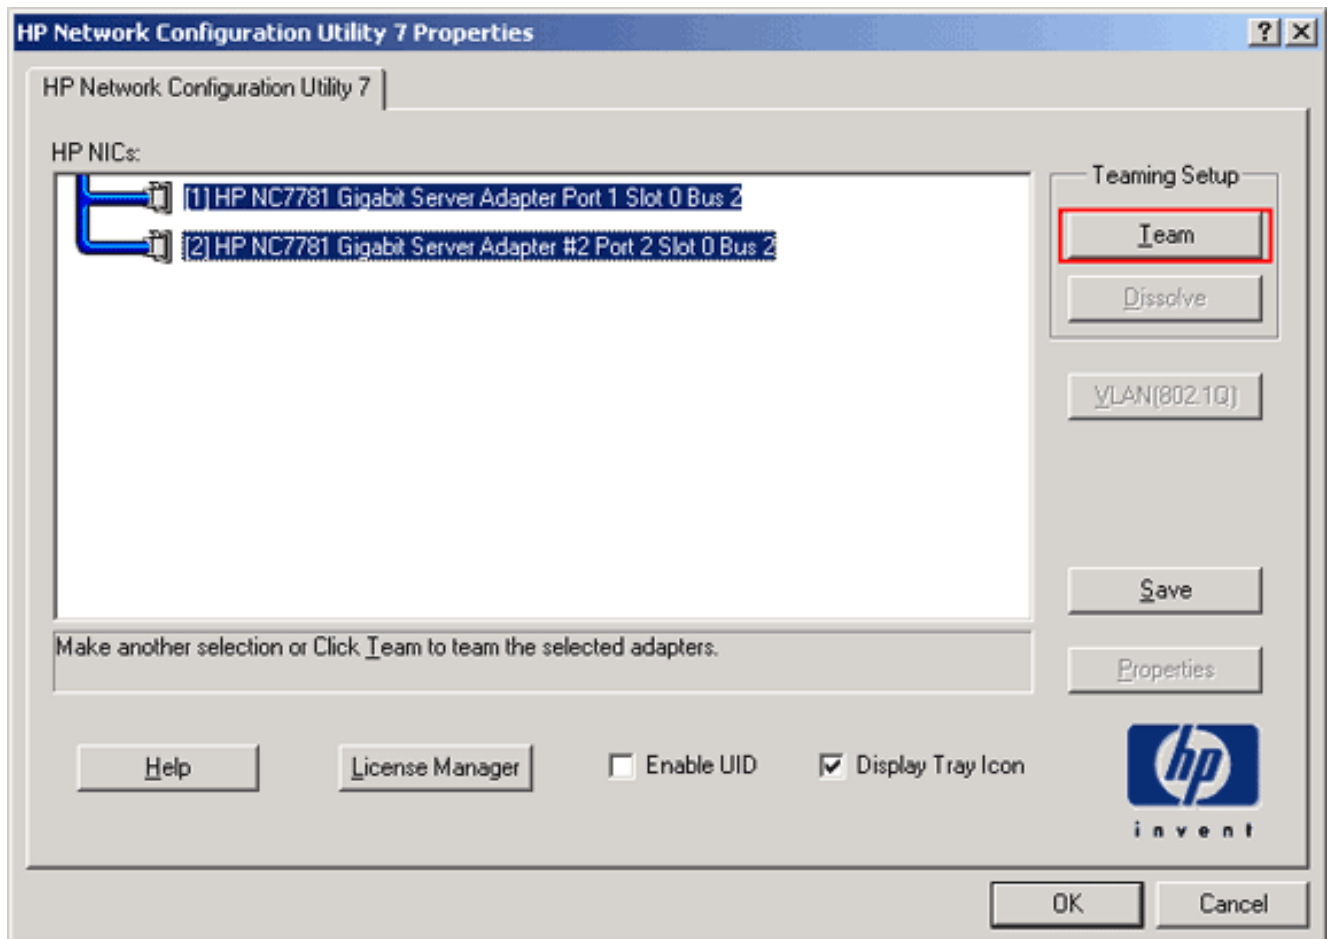 HP Network Configuration Utility 7 Properties
HP Network Configuration Utility 7
HP NICs:
[1] HP NC7781 Gigabit Server Adapter Port 1 Slot 0 Bus 2
[2] HP NC7781 Gigabit Server Adapter #2 Port 2 Slot 0 Bus 2
Teaming Setup
Team
Dissolve
VLAN(802.1Q)
Save
Make another selection or Click Team to team the selected adapters.
Properties
Help
License Manager
Enable UID
Display Tray Icon
hp
invent
OK
Cancel